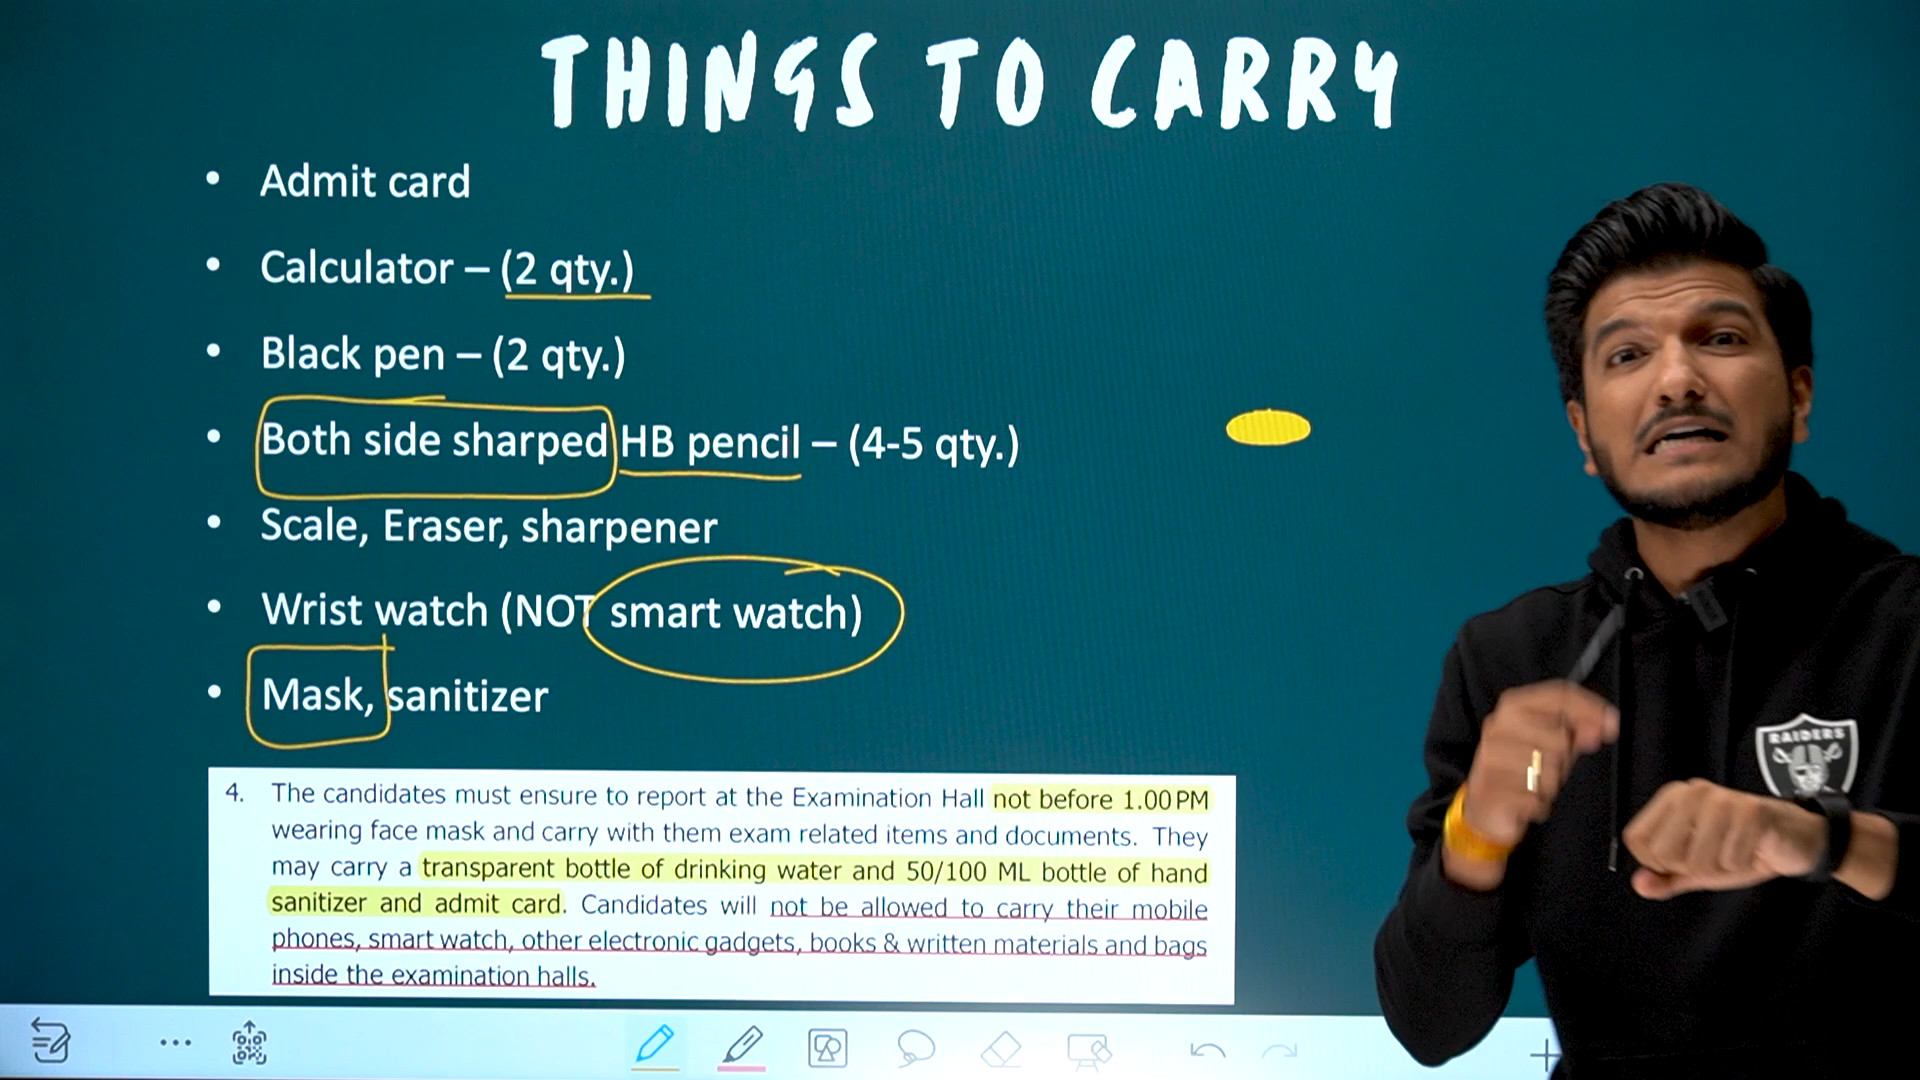 THINGS TO CARRY
• Admit card
• Calculator – (2 qty.)
• Black pen – (2 qty.)
• Both side sharped HB pencil – (4-5 qty.)
• Scale, Eraser, sharpener
• Wrist watch (NOT smart watch)
• Mask, sanitizer
4. The candidates must ensure to report at the Examination Hall not before 1.00 PM
wearing face mask and carry with them exam related items and documents. They
may carry a transparent bottle of drinking water and 50/100 ML bottle of hand
sanitizer and admit card. Candidates will not be allowed to carry their mobile
phones, smart watch, other electronic gadgets, books & written materials and bags
inside the examination halls.
RAIDERS